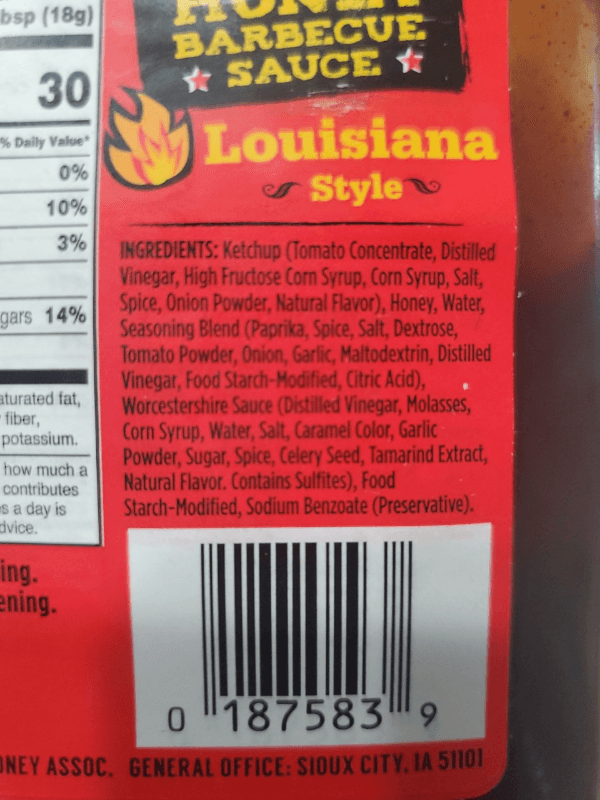 bsp (18g)
30
% Daily Value*
0%
10%
3%
gars 14%
aturated fat,
fiber,
potassium.
how much a
contributes
s a day is
dvice.
ing.
ening.
HONEY
BARBECUE
SAUCE
Louisiana
Style
INGREDIENTS: Ketchup (Tomato Concentrate, Distilled
Vinegar, High Fructose Corn Syrup, Corn Syrup, Salt,
Spice, Onion Powder, Natural Flavor), Honey, Water,
Seasoning Blend (Paprika, Spice, Salt, Dextrose,
Tomato Powder, Onion, Garlic, Maltodextrin, Distilled
Vinegar, Food Starch-Modified, Citric Acid),
Worcestershire Sauce (Distilled Vinegar, Molasses,
Corn Syrup, Water, Salt, Caramel Color, Garlic
Powder, Sugar, Spice, Celery Seed, Tamarind Extract,
Natural Flavor. Contains Sulfites), Food
Starch-Modified, Sodium Benzoate (Preservative).
0 187583 9
ONEY ASSOC. GENERAL OFFICE: SIOUX CITY, IA 51101